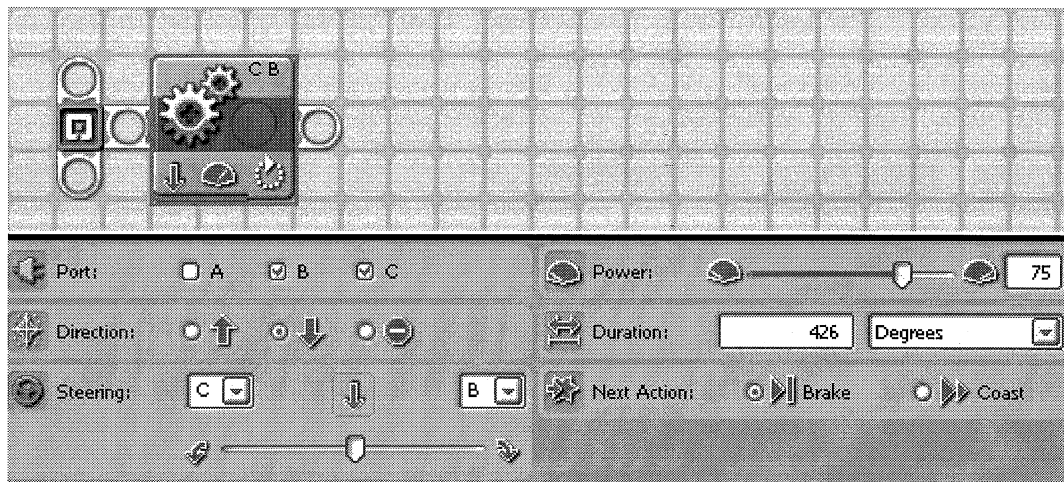 C B
Port: A B C
Power: 75
Direction:
Duration: 426 Degrees
Steering: C B
Next Action: Brake Coast